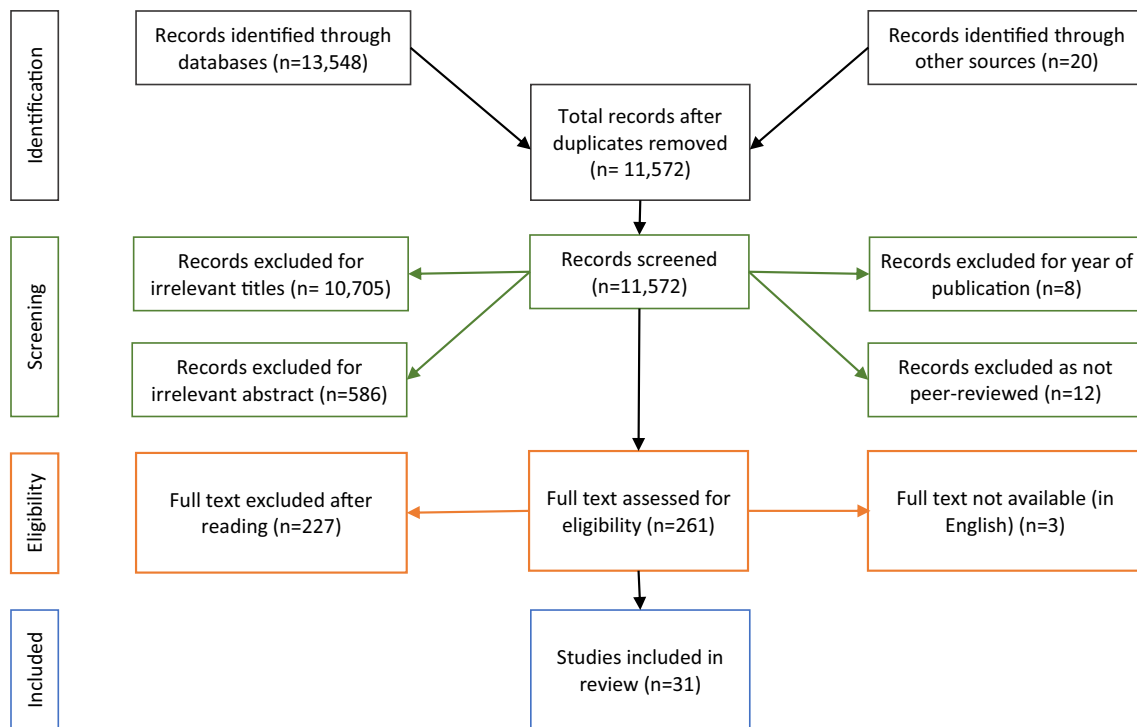 Identification
Records identified through
databases (n=13,548)
Records identified through
other sources (n=20)
Total records after
duplicates removed
(n= 11,572)
Screening
Records excluded for
irrelevant titles (n= 10,705)
Records screened
(n=11,572)
Records excluded for year of
publication (n=8)
Records excluded for
irrelevant abstract (n=586)
Records excluded as not
peer-reviewed (n=12)
Eligibility
Full text excluded after
reading (n=227)
Full text assessed for
eligibility (n=261)
Full text not available (in
English) (n=3)
Included
Studies included in
review (n=31)